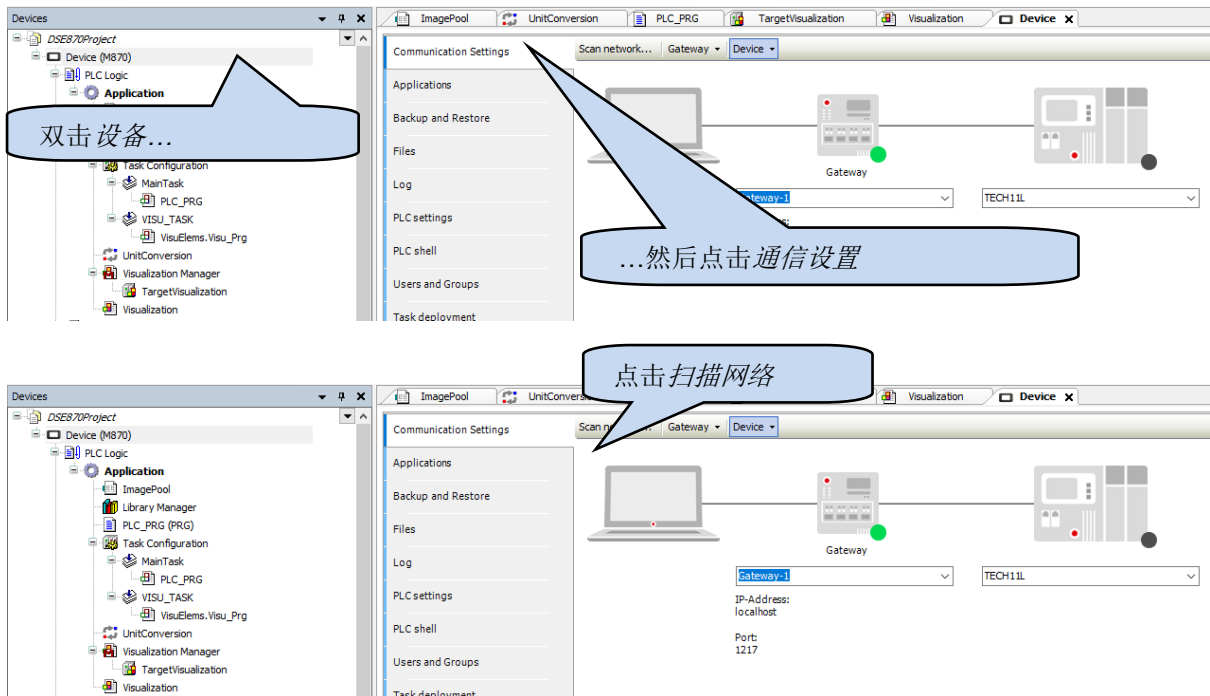 Devices
ImagePool
UnitConversion
PLC_PRG
TargetVisualization
Visualization
Device
DSE870Project
Device (M870)
PLC Logic
Application
双击设备...
Task Configuration
MainTask
PLC_PRG
VISU_TASK
VisuElems.Visu_Prg
UnitConversion
Visualization Manager
TargetVisualization
Visualization
Communication Settings
Applications
Backup and Restore
Files
Log
PLC settings
PLC shell
Users and Groups
Task deployment
Scan network...
Gateway
Device
Gateway
TECH11L
...然后点击通信设置
点击扫描网络
Devices
ImagePool
Visualization
Device
DSE870Project
Device (M870)
PLC Logic
Application
ImagePool
Library Manager
PLC_PRG (PRG)
Task Configuration
MainTask
PLC_PRG
VISU_TASK
VisuElems.Visu_Prg
UnitConversion
Visualization Manager
TargetVisualization
Visualization
Communication Settings
Applications
Backup and Restore
Files
Log
PLC settings
PLC shell
Users and Groups
Task deployment
Gateway
Device
Gateway
Gateway-1
TECH11L
IP-Address:
localhost
Port:
1217